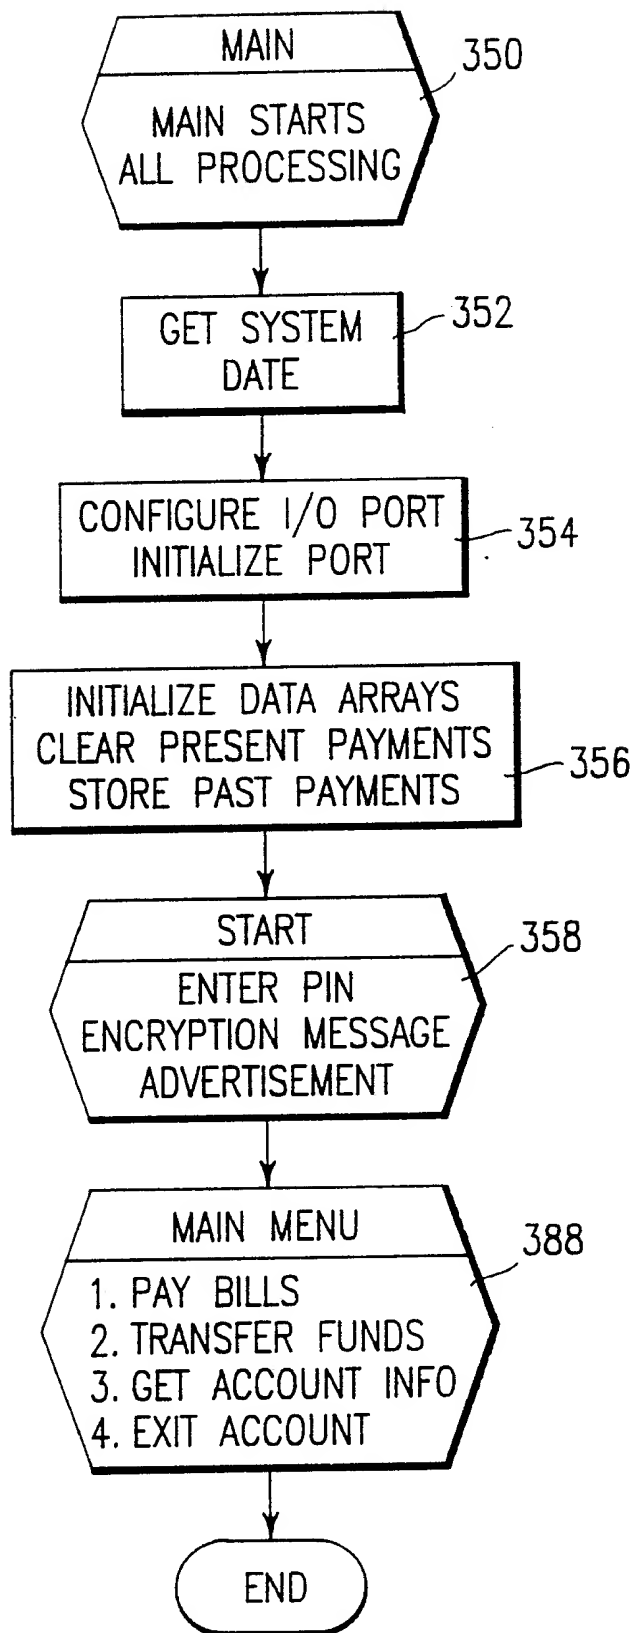 MAIN
350
MAIN STARTS
ALL PROCESSING
GET SYSTEM
DATE
352
CONFIGURE I/O PORT
INITIALIZE PORT
354
INITIALIZE DATA ARRAYS
CLEAR PRESENT PAYMENTS
STORE PAST PAYMENTS
356
START
358
ENTER PIN
ENCRYPTION MESSAGE
ADVERTISEMENT
MAIN MENU
388
1. PAY BILLS
2. TRANSFER FUNDS
3. GET ACCOUNT INFO
4. EXIT ACCOUNT
END